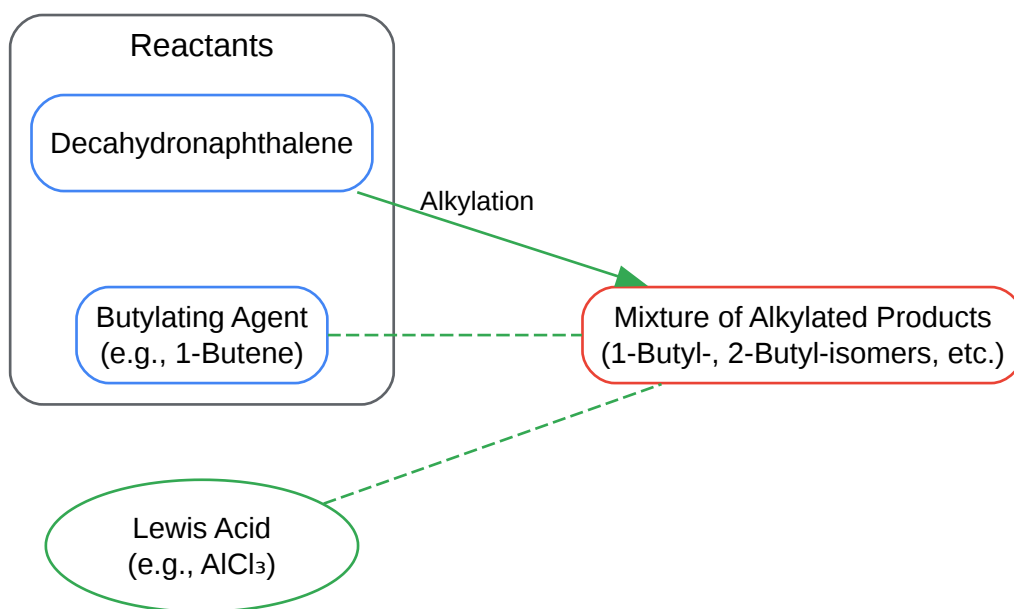 Reactants
Decahydronaphthalene
Alkylation
Butylating Agent
(e.g., 1-Butene)
Mixture of Alkylated Products
(1-Butyl-, 2-Butyl-isomers, etc.)
Lewis Acid
(e.g., AlCl₃)